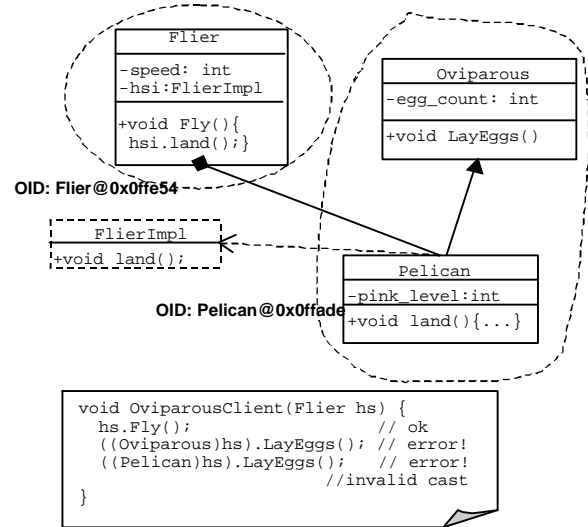 Flier
-speed: int
-hsi:FlierImpl
+void Fly(){
hsi.land();}
Oviparous
-egg_count: int
+void LayEggs()
OID: Flier@0x0ffe54
FlierImpl
+void land();
Pelican
-pink_level:int
+void land(){...}
OID: Pelican@0x0ffade
void OviparousClient(Flier hs) {
hs.Fly(); // ok
((Oviparous)hs).LayEggs(); // error!
((Pelican)hs).LayEggs(); // error!
//invalid cast
}